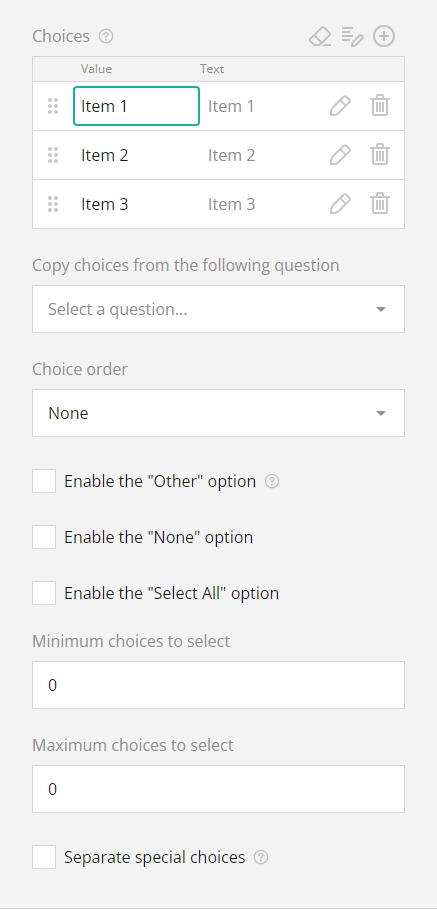 Choices ?
Value Text
Item 1 Item 1
Item 2 Item 2
Item 3 Item 3
Copy choices from the following question
Select a question...
Choice order
None
Enable the "Other" option ?
Enable the "None" option
Enable the "Select All" option
Minimum choices to select
0
Maximum choices to select
0
Separate special choices ?